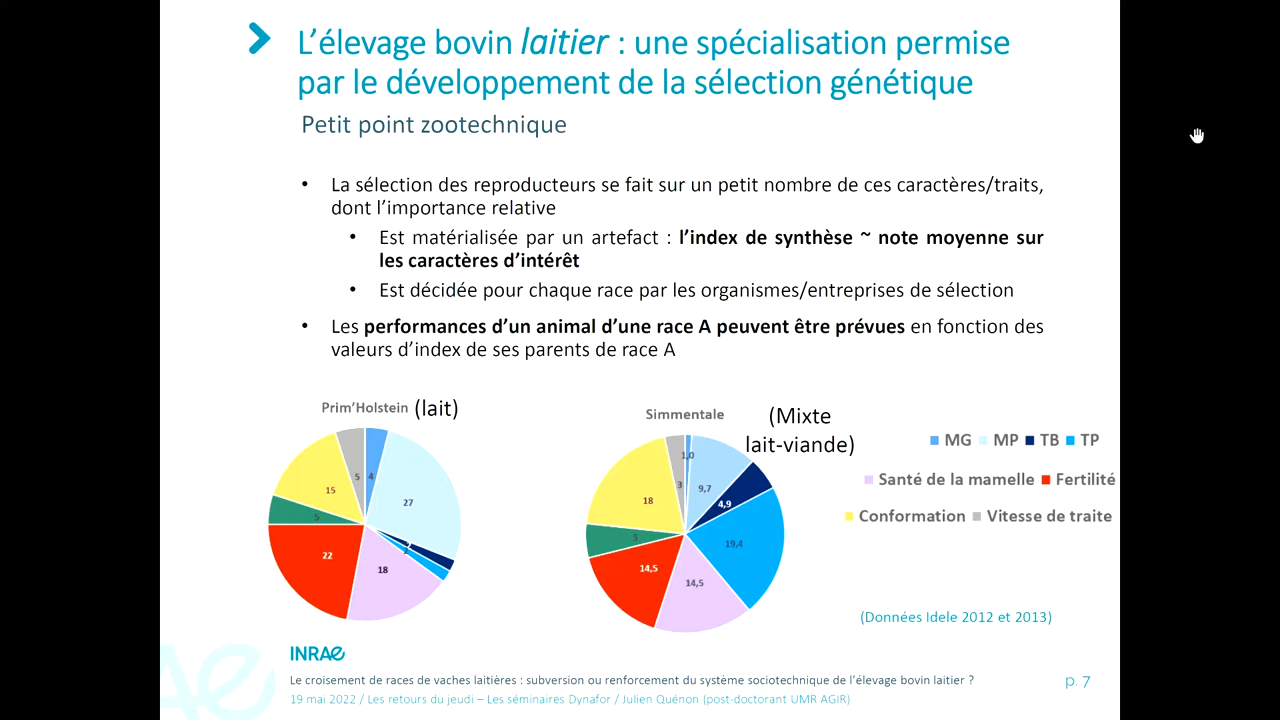 L'élevage bovin laitier : une spécialisation permise
par le développement de la sélection génétique
Petit point zootechnique
• La sélection des reproducteurs se fait sur un petit nombre de ces caractères/traits,
dont l'importance relative
• Est matérialisée par un artefact : l'index de synthèse ~ note moyenne sur
les caractères d'intérêt
• Est décidée pour chaque race par les organismes/entreprises de sélection
• Les performances d'un animal d'une race A peuvent être prévues en fonction des
valeurs d'index de ses parents de race A
Prim'Holstein (lait)
4
27
2
2
18
22
5
15
5
Simmentale
(Mixte
lait-viande)
1,0
9,7
4,9
19,4
14,5
14,5
5
18
3
MG MP TB TP
Santé de la mamelle Fertilité
Conformation Vitesse de traite
(Données Idele 2012 et 2013)
INRAE
Le croisement de races de vaches laitières : subversion ou renforcement du système sociotechnique de l'élevage bovin laitier ?
19 mai 2022 / Les retours du jeudi – Les séminaires Dynafor / Julien Quénon (post-doctorant UMR AGIR)
p. 7